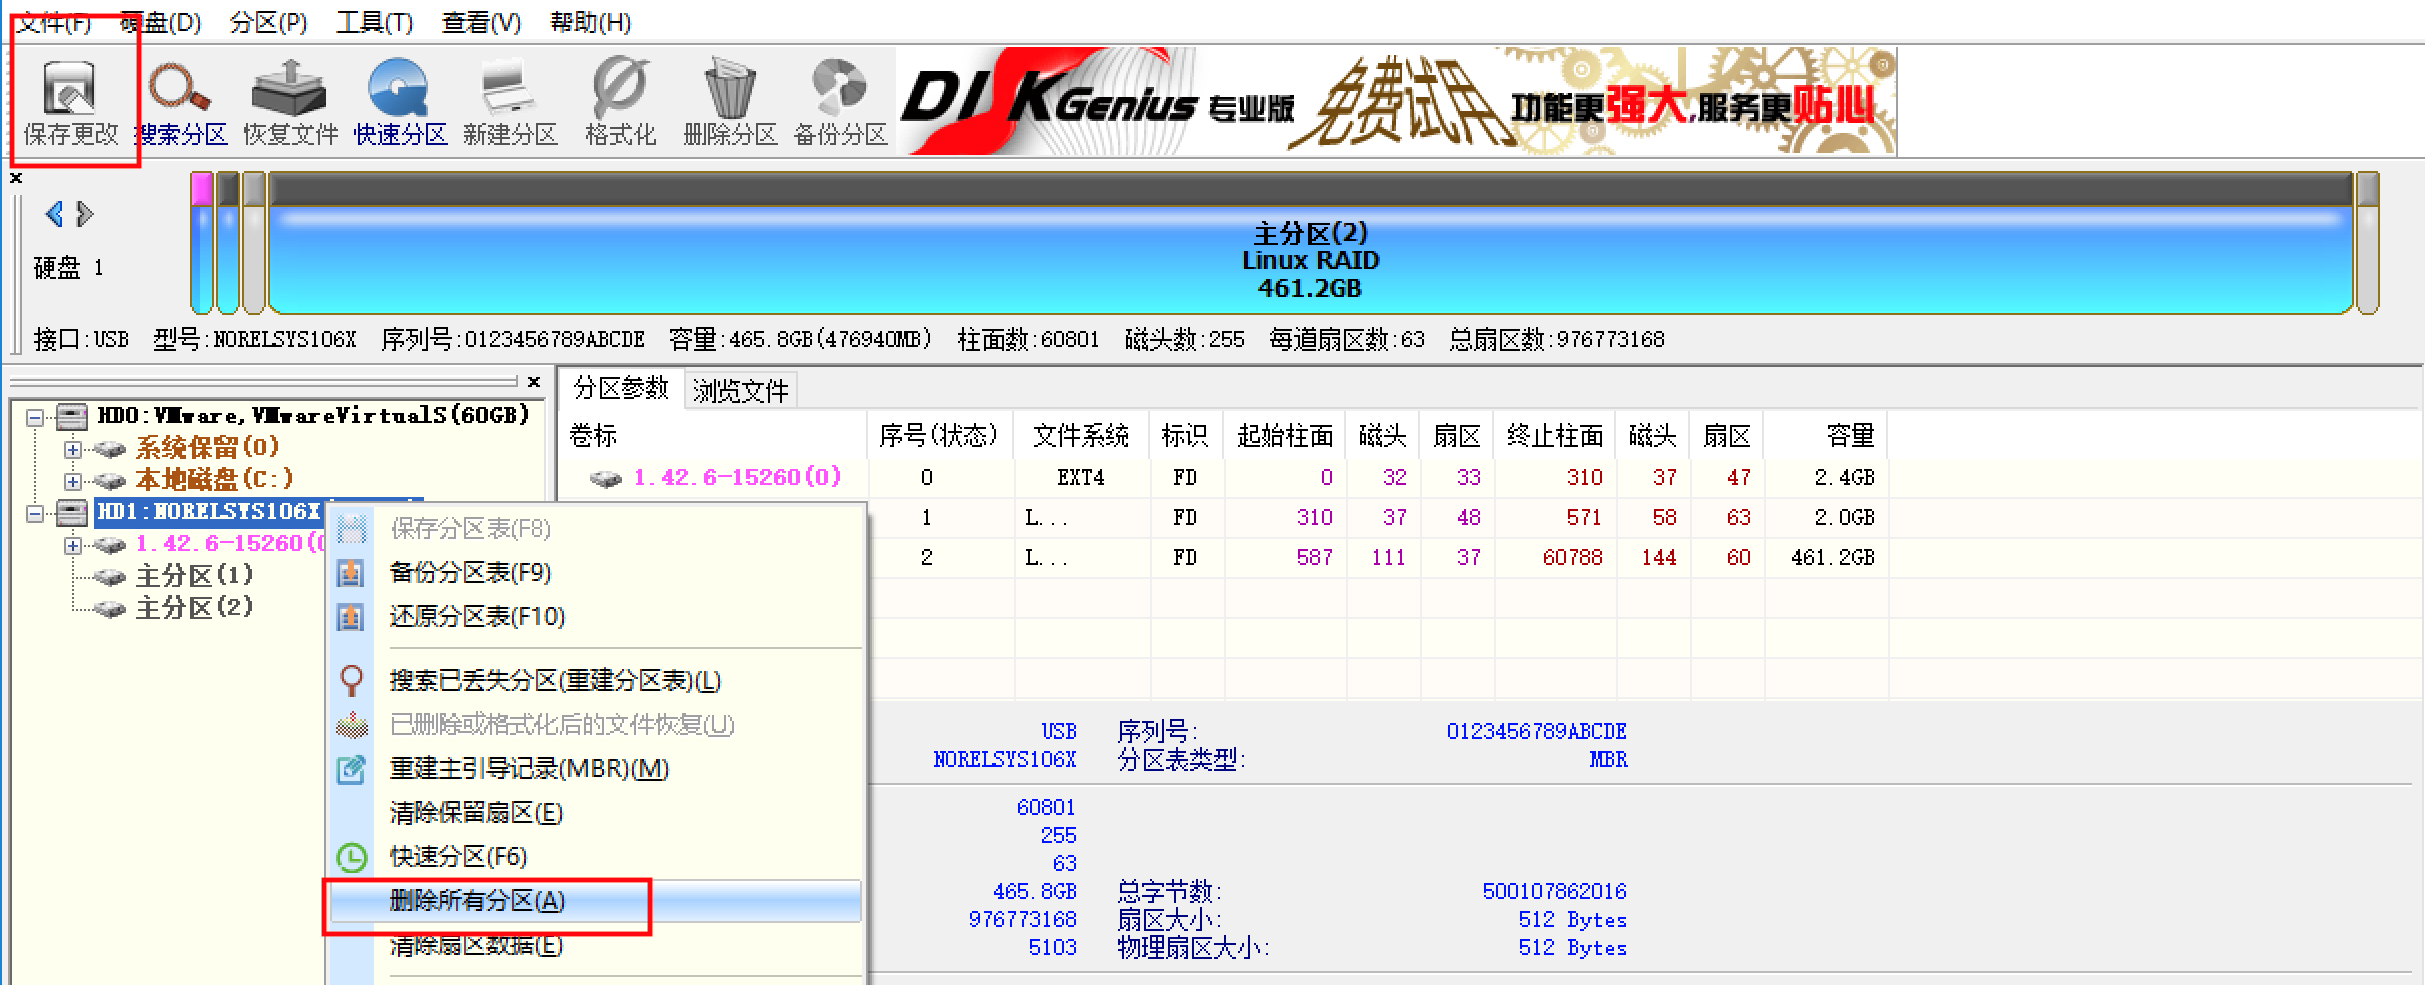 文件(F) 硬盘(D) 分区(P) 工具(T) 查看(V) 帮助(H)
保存更改 搜索分区 恢复文件 快速分区 新建分区 格式化 删除分区 备份分区
DISKGenius 专业版 免费试用 功能更强大,服务更贴心
主分区(2)
Linux RAID
461.2GB
硬盘 1
接口:USB 型号:NORELSYS106X 序列号:0123456789ABCDE 容量:465.8GB(476940MB) 柱面数:60801 磁头数:255 每道扇区数:63 总扇区数:976773168
HD0:VMware,VMwareVirtualS(60GB)
系统保留(0)
本地磁盘(C:)
HD1:NORELSYS106X
1.42.6-15260(0
主分区(1)
主分区(2)
保存分区表(F8)
备份分区表(F9)
还原分区表(F10)
搜索已丢失分区(重建分区表)(L)
已删除或格式化后的文件恢复(U)
重建主引导记录(MBR)(M)
清除保留扇区(E)
快速分区(F6)
删除所有分区(A)
清除扇区数据(E)
分区参数 浏览文件
卷标 序号(状态) 文件系统 标识 起始柱面 磁头 扇区 终止柱面 磁头 扇区 容量
1.42.6-15260(0) 0 EXT4 FD 0 32 33 310 37 47 2.4GB
1 L... FD 310 37 48 571 58 63 2.0GB
2 L... FD 587 111 37 60788 144 60 461.2GB
USB 序列号: 0123456789ABCDE
NORELSYS106X 分区表类型: MBR
60801
255
63
465.8GB 总字节数: 500107862016
976773168 扇区大小: 512 Bytes
5103 物理扇区大小: 512 Bytes